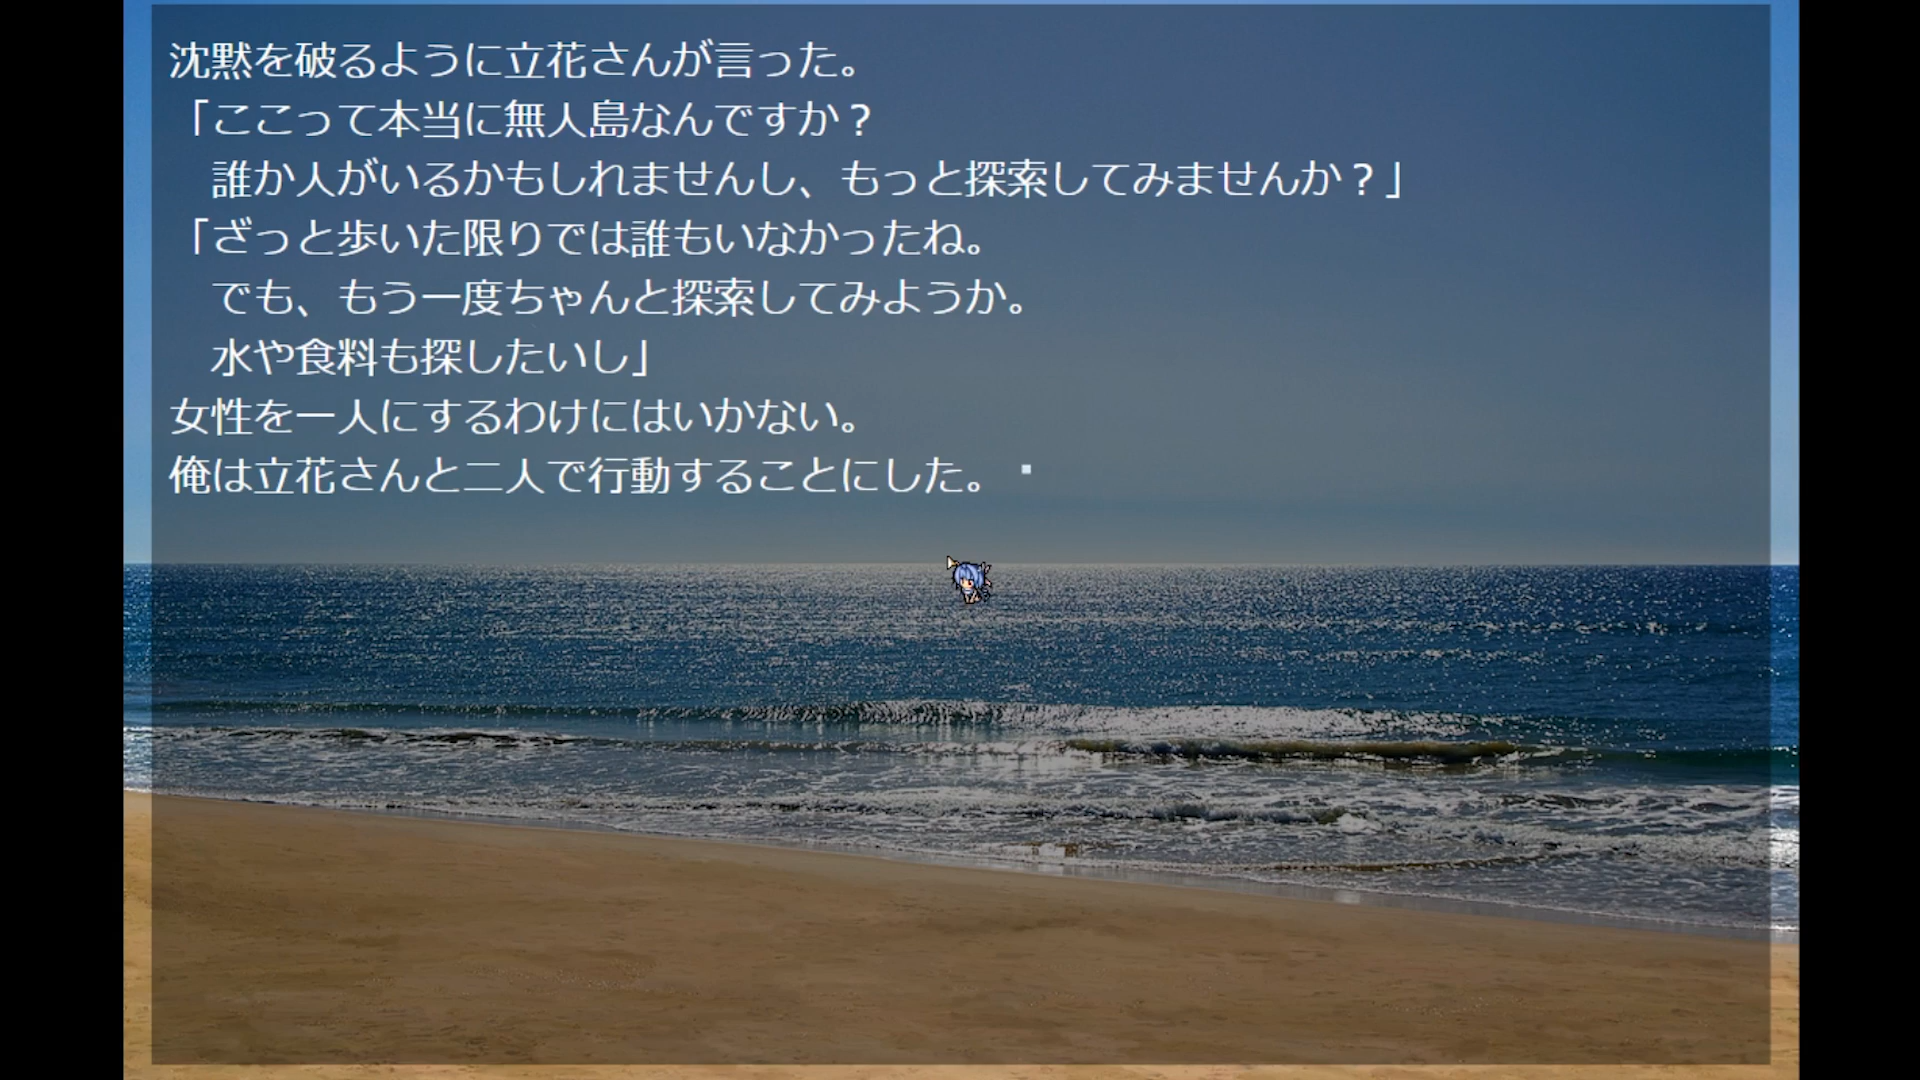 沈黙を破るように立花さんが言った。
「ここって本当に無人島なんですか？
　誰か人がいるかもしれませんし、もっと探索してみませんか？」
「ざっと歩いた限りでは誰もいなかったね。
　でも、もう一度ちゃんと探索してみようか。
　水や食料も探したいし」
女性を一人にするわけにはいかない。
俺は立花さんと二人で行動することにした。